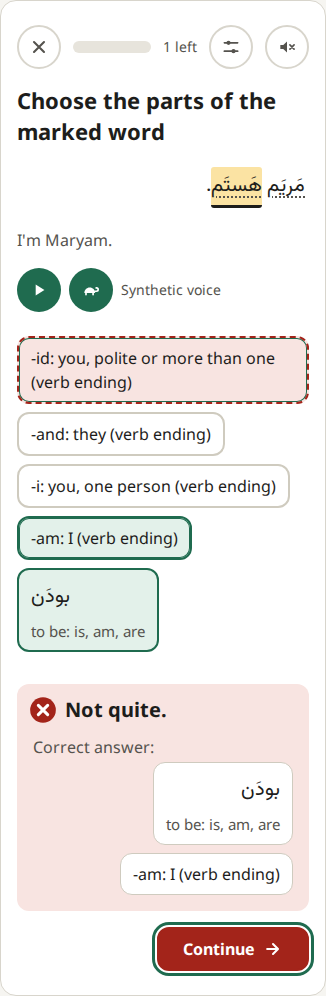 1 left
Choose the parts of the
marked word
مَریَم هَستَم.
I'm Maryam.
Synthetic voice
-id: you, polite or more than one
(verb ending)
-and: they (verb ending)
-i: you, one person (verb ending)
-am: I (verb ending)
بودَن
to be: is, am, are
Not quite.
Correct answer:
بودَن
to be: is, am, are
-am: I (verb ending)
Continue